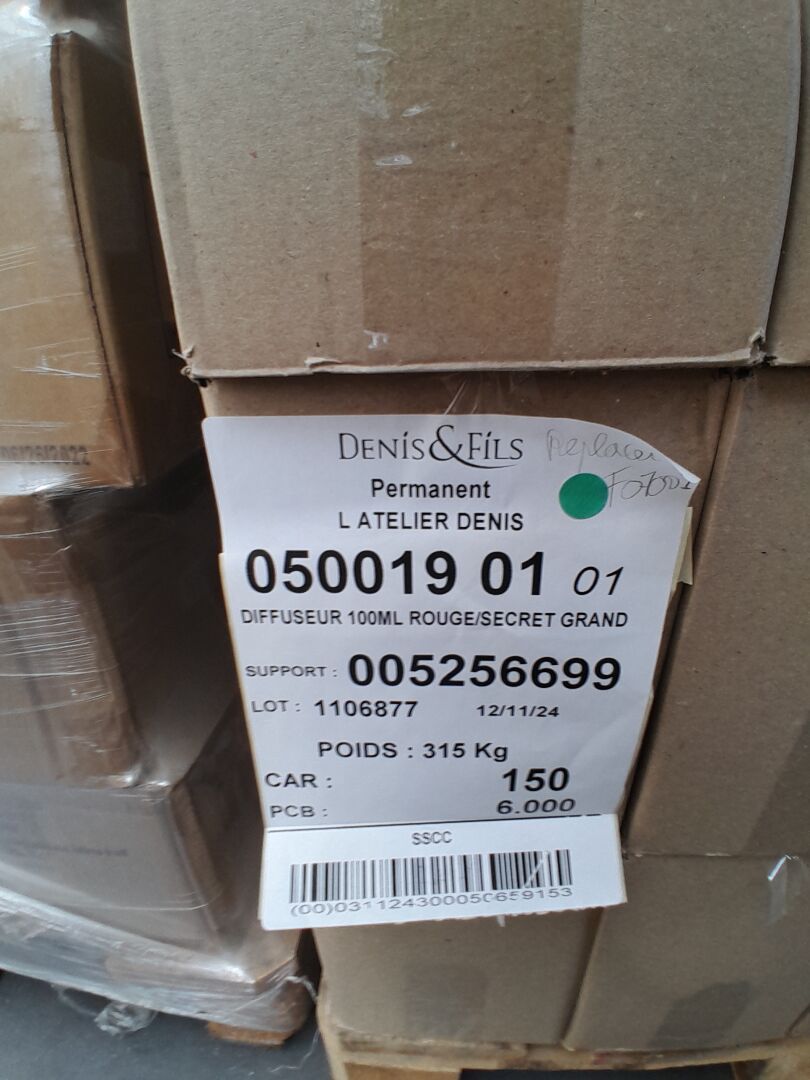 DENIS&FILS
Replacer
Permanent
L ATELIER DENIS
050019 01 01
DIFFUSEUR 100ML ROUGE/SECRET GRAND
SUPPORT : 005256699
LOT : 1106877 12/11/24
POIDS : 315 Kg
CAR : 150
PCB : 6.000
SSCC
(00)031124300050659153